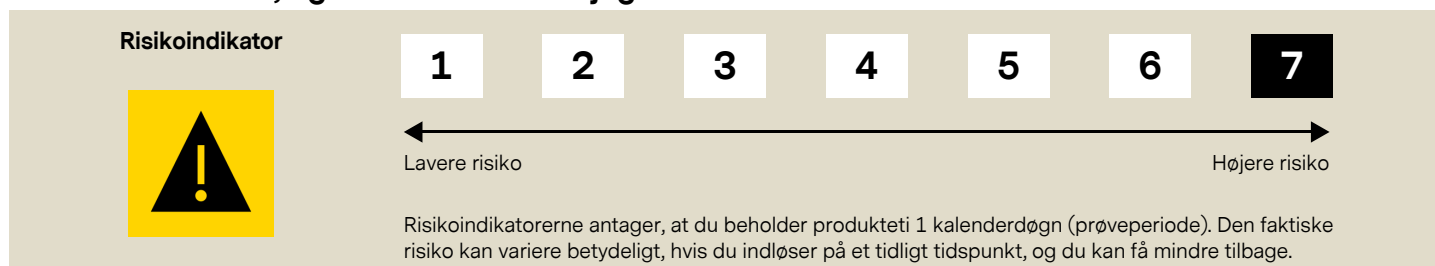 Risikoindikator
1 2 3 4 5 6 7
Lavere risiko Højere risiko
Risikoindikatorerne antager, at du beholder produkteti 1 kalenderdøgn (prøveperiode). Den faktiske
risiko kan variere betydeligt, hvis du indløser på et tidligt tidspunkt, og du kan få mindre tilbage.